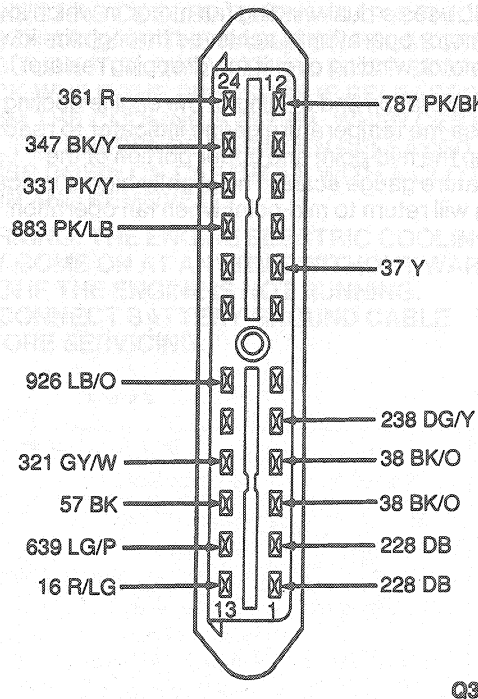 24 12
361 R
787 PK/BK
347 BK/Y
331 PK/Y
883 PK/LB
37 Y
926 LB/O
238 DG/Y
321 GY/W
38 BK/O
57 BK
38 BK/O
639 LG/P
228 DB
16 R/LG
228 DB
13 1